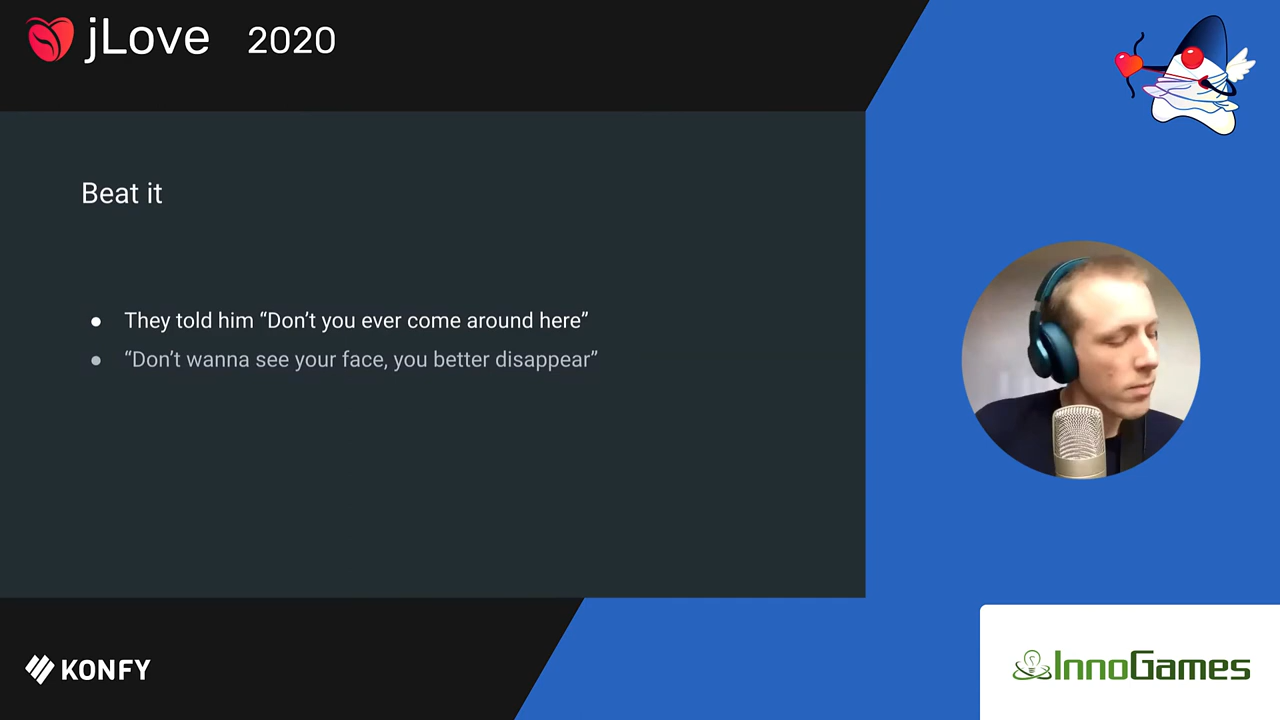 jLove 2020
Beat it
● They told him “Don’t you ever come around here”
● “Don’t wanna see your face, you better disappear”
KONFY
InnoGames